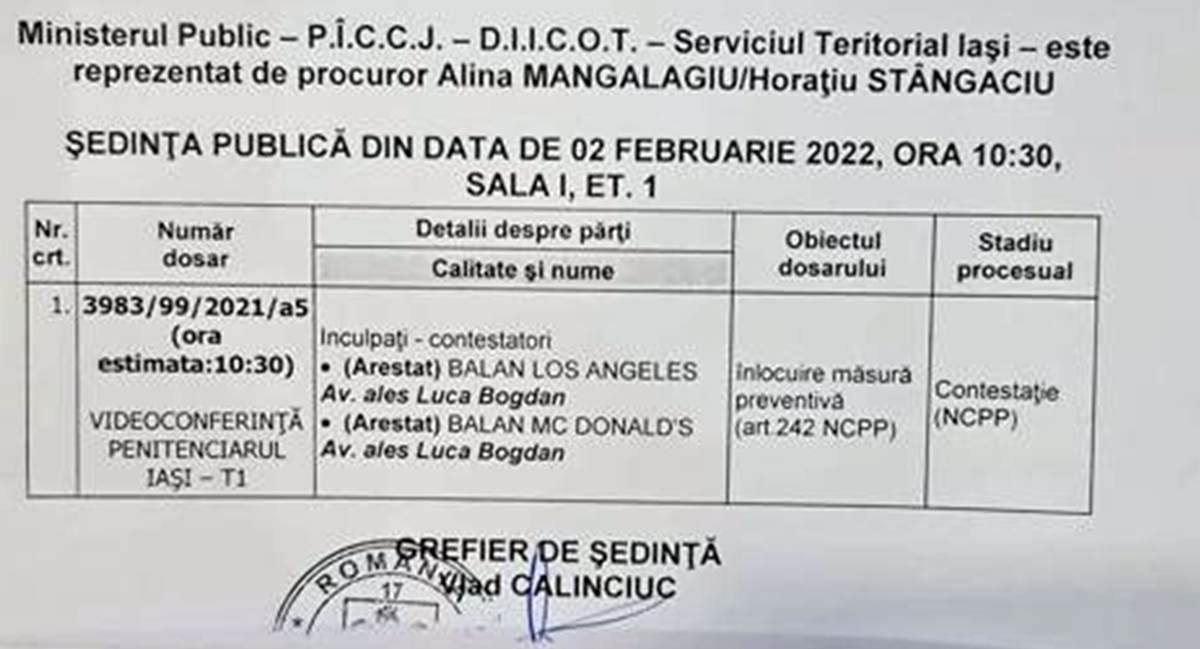 Ministerul Public – P.Î.C.C.J. – D.I.I.C.O.T. – Serviciul Teritorial Iaşi – este
reprezentat de procuror Alina MANGALAGIU/Horaţiu STÂNGACIU
ŞEDINŢA PUBLICĂ DIN DATA DE 02 FEBRUARIE 2022, ORA 10:30,
SALA I, ET. 1
Nr.
crt.
Număr
dosar
Detalii despre părţi
Calitate şi nume
Obiectul
dosarului
Stadiu
procesual
1.
3983/99/2021/a5
(ora
estimata:10:30)
VIDEOCONFERINŢĂ
PENITENCIARUL
IAŞI – T1
Inculpaţi - contestatori
• (Arestat) BALAN LOS ANGELES
Av. ales Luca Bogdan
• (Arestat) BALAN MC DONALD'S
Av. ales Luca Bogdan
înlocuire măsură
preventivă
(art.242 NCPP)
Contestaţie
(NCPP)
GREFIER DE ŞEDINŢĂ
Vlad CALINCIUC
ROMÂN
17